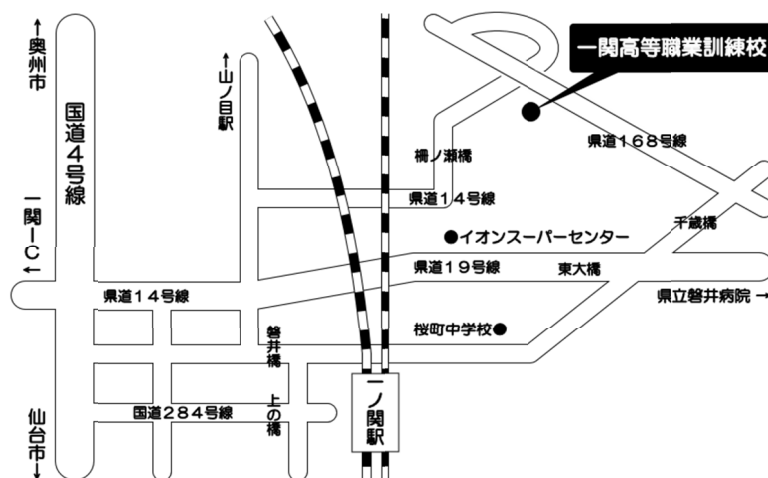 ↑奥州市
国道４号線
↑山ノ目駅
一関高等職業訓練校
県道１６８号線
柵ノ瀬橋
県道１４号線
千歳橋
一関ＩＣ
←
●イオンスーパーセンター
県道１９号線
東大橋
県道１４号線
県立磐井病院 →
磐井橋
桜町中学校●
一ノ関駅
国道２８４号線
上の橋
仙台市↓